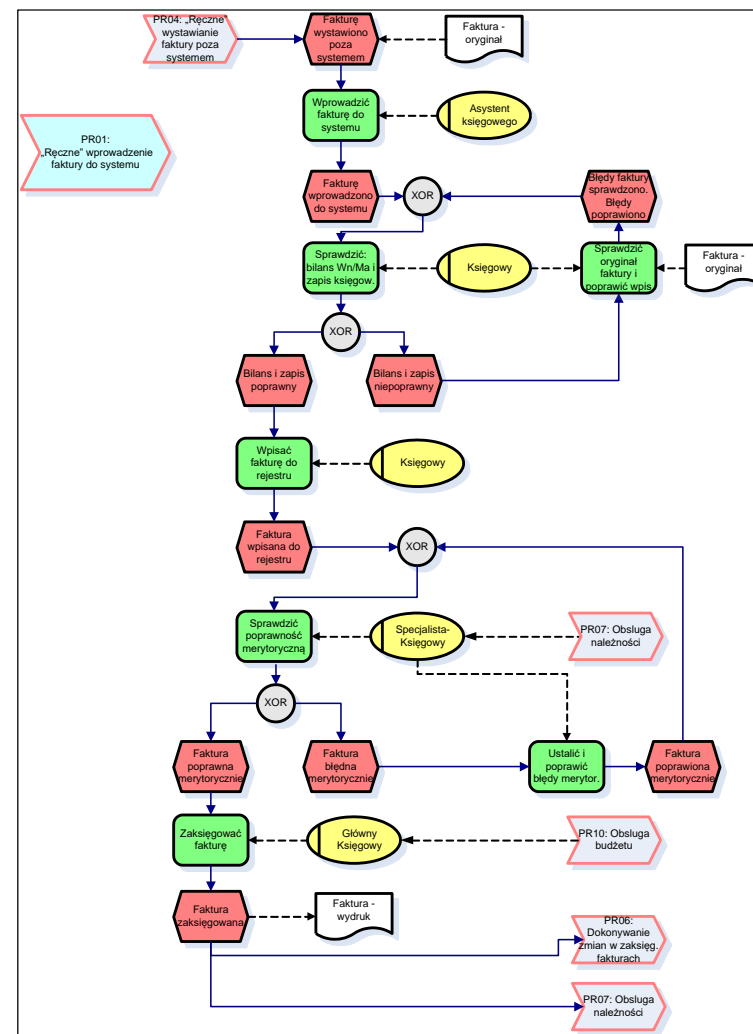 PR04: „Ręczne”
wystawianie
faktury poza
systemem
Fakturę
wystawiono
poza
systemem
Faktura -
oryginał
Wprowadzić
fakturę do
systemu
Asystent
księgowego
PR01:
„Ręczne” wprowadzenie
faktury do systemu
Fakturę
wprowadzono
do systemu
XOR
Błędy faktury
sprawdzono.
Błędy
poprawiono
Sprawdzić:
bilans Wn/Ma i
zapis księgow.
Księgowy
Sprawdzić
oryginał
faktury i
poprawić wpis
Faktura -
oryginał
XOR
Bilans i zapis
poprawny
Bilans i zapis
niepoprawny
Wpisać
fakturę do
rejestru
Księgowy
Faktura
wpisana do
rejestru
XOR
Sprawdzić
poprawność
merytoryczną
Specjalista-
Księgowy
PR07: Obsluga
należności
XOR
Faktura
poprawna
merytorycznie
Faktura
błędna
merytorycznie
Ustalić i
poprawić
błędy merytor.
Faktura
poprawiona
merytorycznie
Zaksięgować
fakturę
Główny
Księgowy
PR10: Obsluga
budżetu
Faktura
zaksięgowana
Faktura -
wydruk
PR06:
Dokonywanie
zmian w zaksięg.
fakturach
PR07: Obsluga
należności